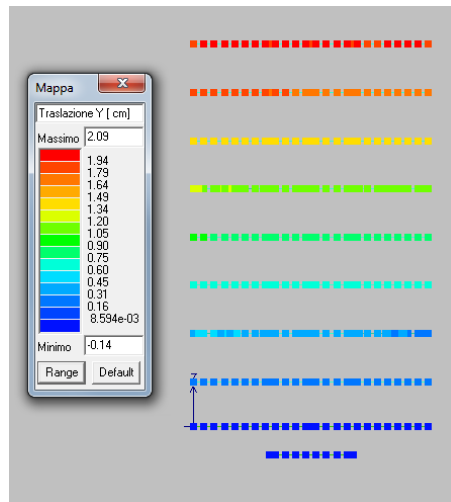 Mappa
Traslazione Y [ cm]
Massimo 2.09
1.94
1.79
1.64
1.49
1.34
1.20
1.05
0.90
0.75
0.60
0.45
0.31
0.16
8.594e-03
Minimo -0.14
Range Default
Z